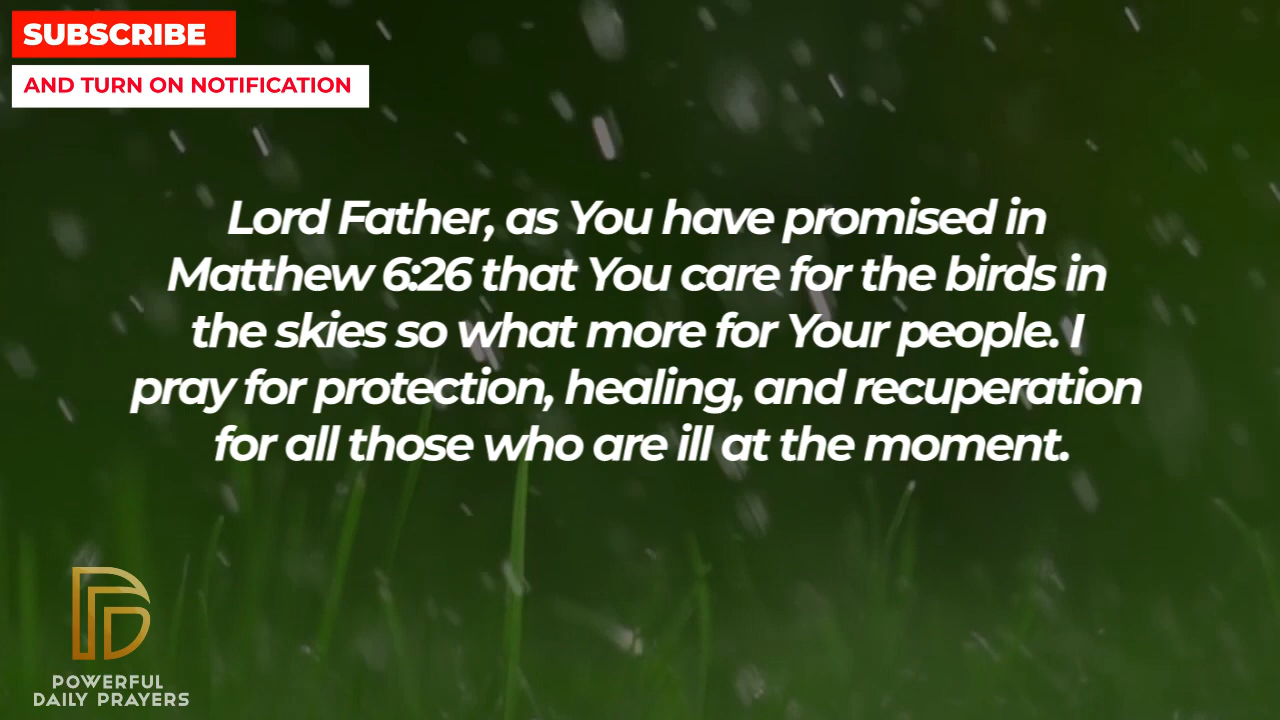 SUBSCRIBE
AND TURN ON NOTIFICATION
Lord Father, as You have promised in
Matthew 6:26 that You care for the birds in
the skies so what more for Your people. I
pray for protection, healing, and recuperation
for all those who are ill at the moment.
POWERFUL
DAILY PRAYERS